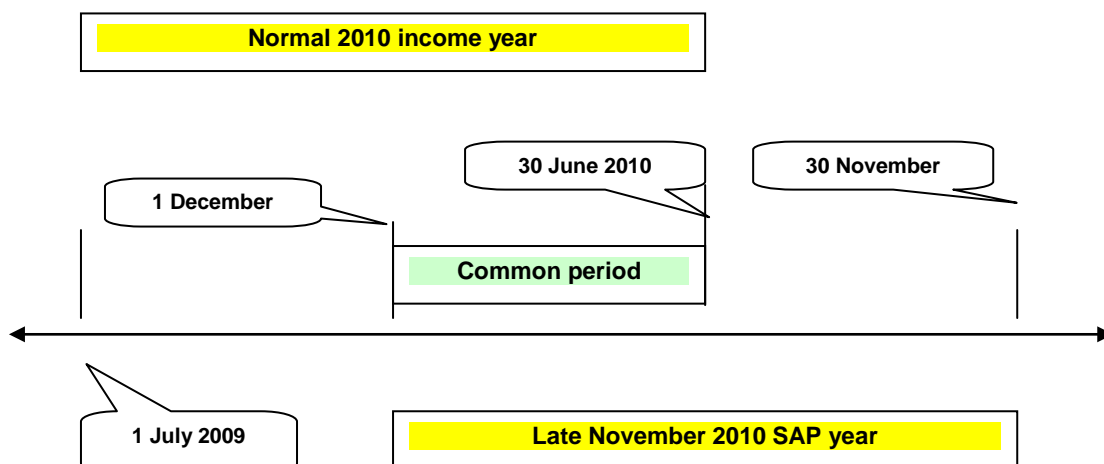 Normal 2010 income year
30 June 2010
30 November
1 December
Common period
1 July 2009
Late November 2010 SAP year